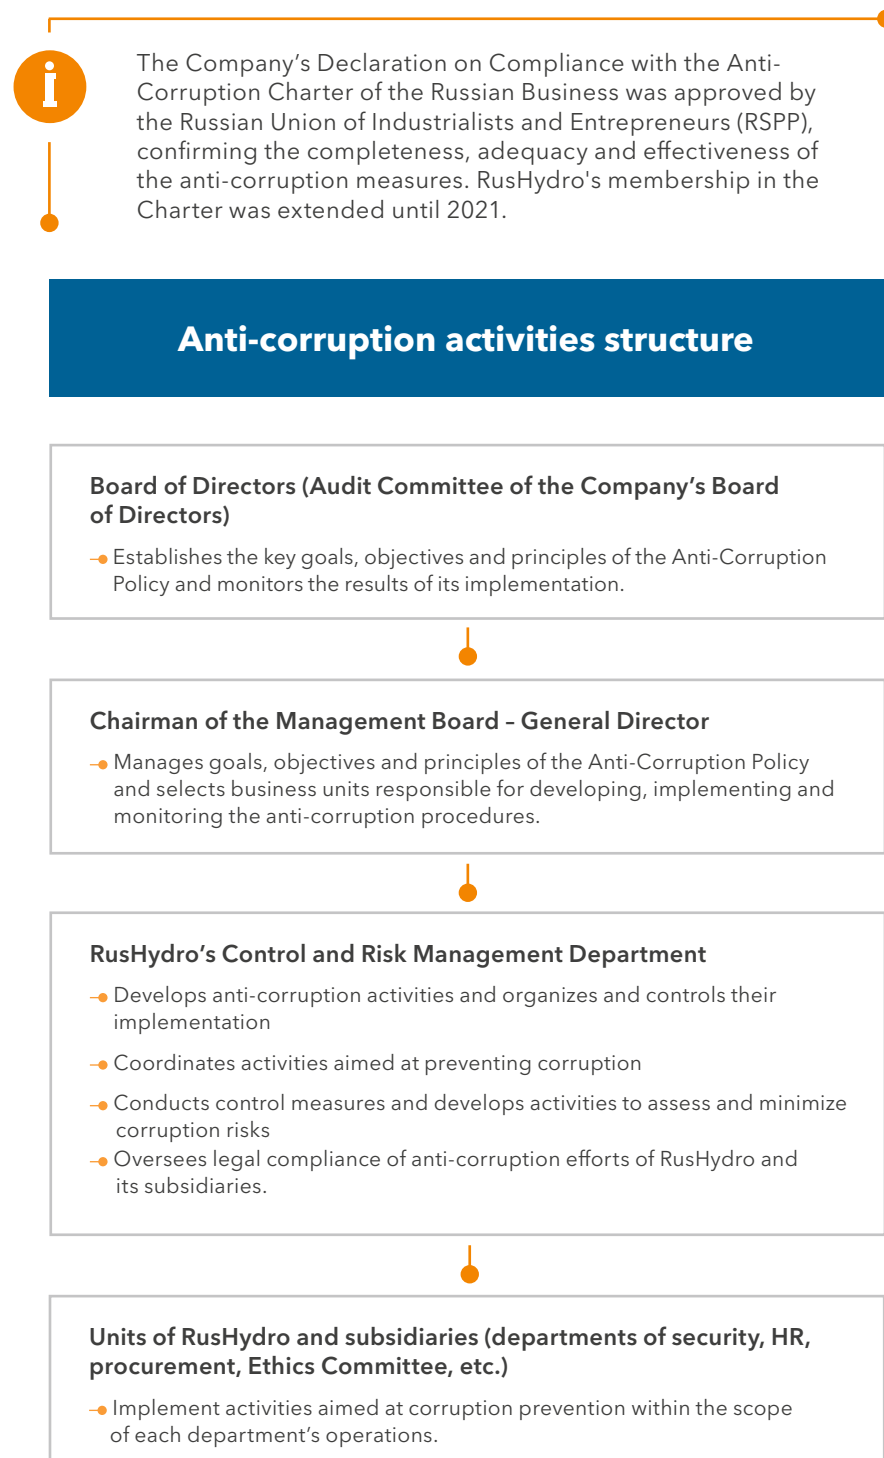 i
The Company’s Declaration on Compliance with the Anti-
Corruption Charter of the Russian Business was approved by
the Russian Union of Industrialists and Entrepreneurs (RSPP),
confirming the completeness, adequacy and effectiveness of
the anti-corruption measures. RusHydro's membership in the
Charter was extended until 2021.
Anti-corruption activities structure
Board of Directors (Audit Committee of the Company’s Board
of Directors)
Establishes the key goals, objectives and principles of the Anti-Corruption
Policy and monitors the results of its implementation.
Chairman of the Management Board – General Director
Manages goals, objectives and principles of the Anti-Corruption Policy
and selects business units responsible for developing, implementing and
monitoring the anti-corruption procedures.
RusHydro’s Control and Risk Management Department
Develops anti-corruption activities and organizes and controls their
implementation
Coordinates activities aimed at preventing corruption
Conducts control measures and develops activities to assess and minimize
corruption risks
Oversees legal compliance of anti-corruption efforts of RusHydro and
its subsidiaries.
Units of RusHydro and subsidiaries (departments of security, HR,
procurement, Ethics Committee, etc.)
Implement activities aimed at corruption prevention within the scope
of each department’s operations.